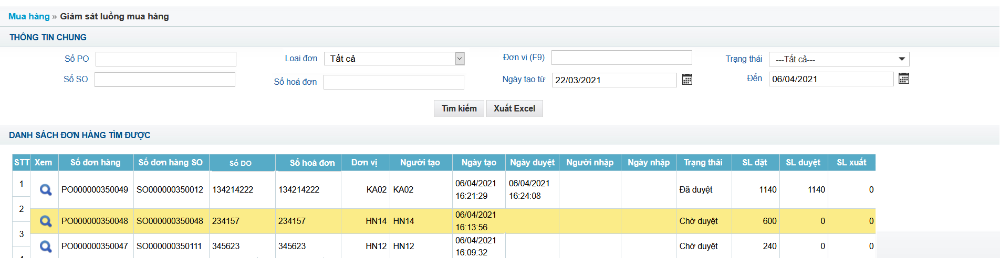 Mua hàng » Giám sát luồng mua hàng
THÔNG TIN CHUNG
Số PO Loại đơn Tất cả Đơn vị (F9) Trạng thái ---Tất cả---
Số SO Số hoá đơn Ngày tạo từ 22/03/2021 Đến 06/04/2021
Tìm kiếm Xuất Excel
DANH SÁCH ĐƠN HÀNG TÌM ĐƯỢC
STT Xem Số đơn hàng Số đơn hàng SO Số DO Số hoá đơn Đơn vị Người tạo Ngày tạo Ngày duyệt Người nhập Ngày nhập Trạng thái SL đặt SL duyệt SL xuất
1 PO000000350049 SO000000350012 134214222 134214222 KA02 KA02 06/04/2021 16:21:29 06/04/2021 16:24:08 Đã duyệt 1140 1140 0
2 PO000000350048 SO000000350048 234157 234157 HN14 HN14 06/04/2021 16:13:56 Chờ duyệt 600 0 0
3 PO000000350047 SO000000350111 345623 345623 HN12 HN12 06/04/2021 16:09:32 Chờ duyệt 240 0 0